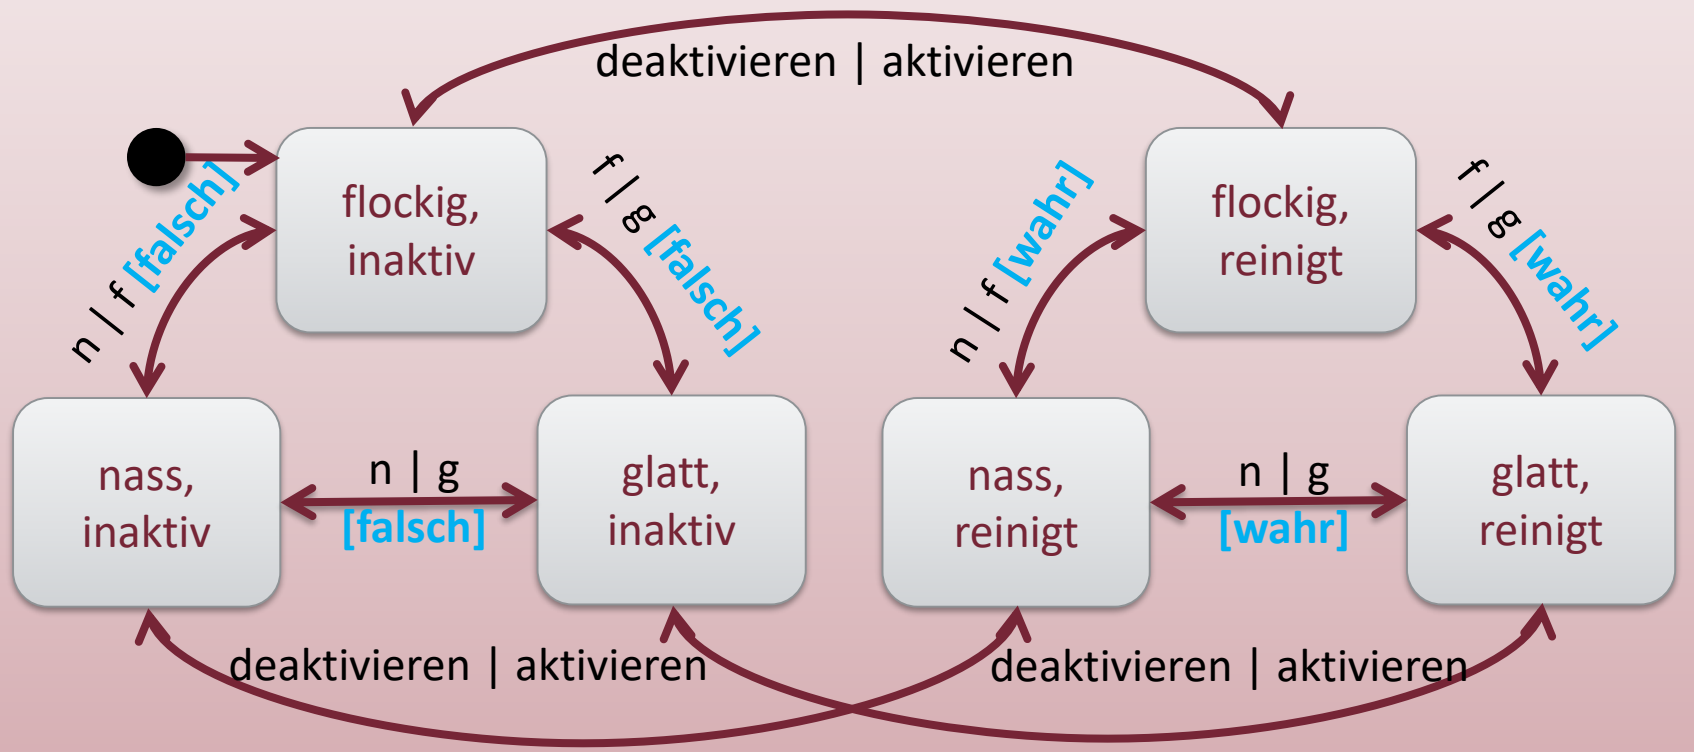 deaktivieren | aktivieren
n | f [falsch]
flockig,
inaktiv
f | g [falsch]
n | f [wahr]
flockig,
reinigt
f | g [wahr]
nass,
inaktiv
n | g
[falsch]
glatt,
inaktiv
nass,
reinigt
n | g
[wahr]
glatt,
reinigt
deaktivieren | aktivieren
deaktivieren | aktivieren